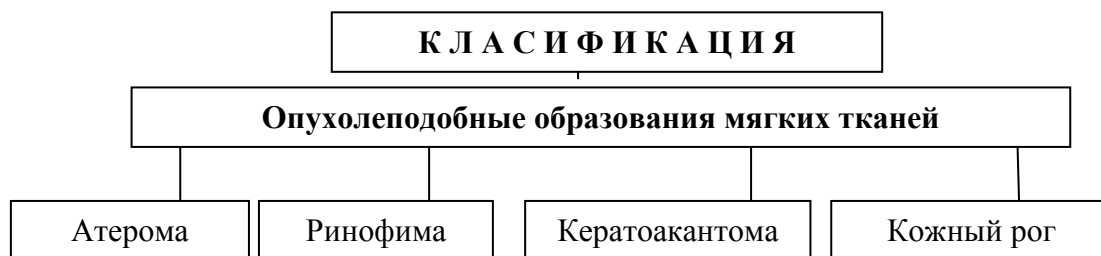 К Л А С И Ф И К А Ц И Я
Опухолеподобные образования мягких тканей
Атерома Ринофима Кератоакантома Кожный рог